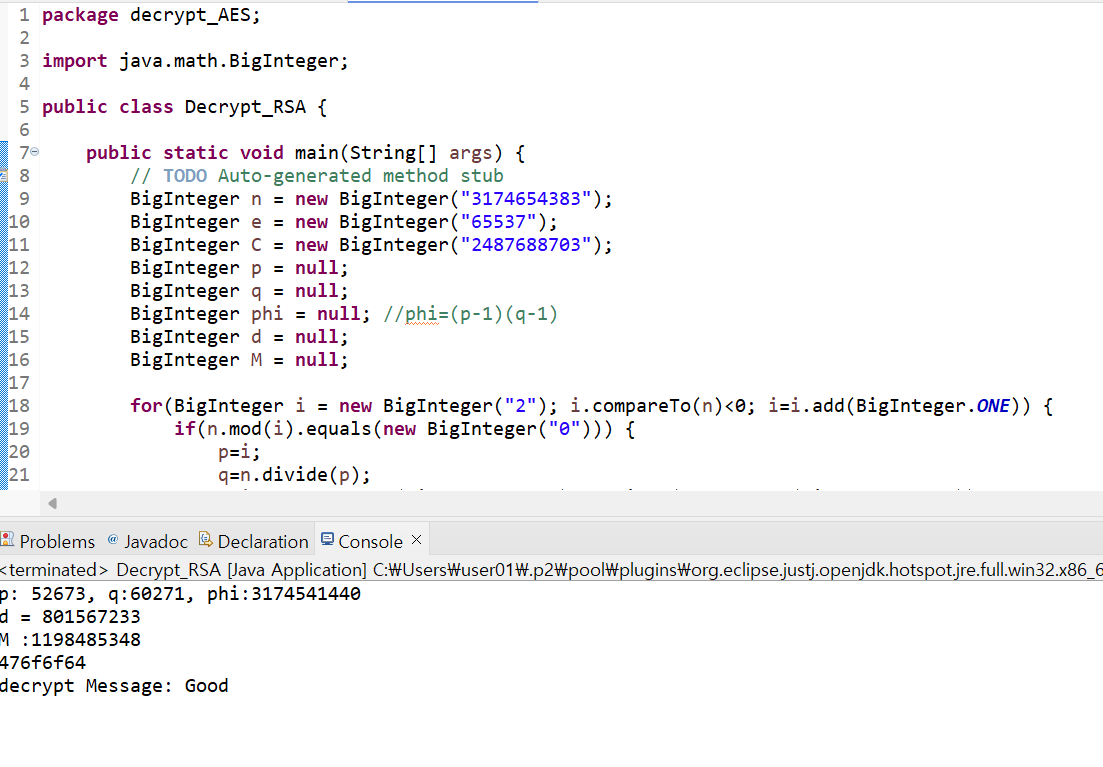 1 package decrypt_AES;
2
3 import java.math.BigInteger;
4
5 public class Decrypt_RSA {
6
7 public static void main(String[] args) {
8 // TODO Auto-generated method stub
9 BigInteger n = new BigInteger("3174654383");
10 BigInteger e = new BigInteger("65537");
11 BigInteger C = new BigInteger("2487688703");
12 BigInteger p = null;
13 BigInteger q = null;
14 BigInteger phi = null; //phi=(p-1)(q-1)
15 BigInteger d = null;
16 BigInteger M = null;
17
18 for(BigInteger i = new BigInteger("2"); i.compareTo(n)<0; i=i.add(BigInteger.ONE)) {
19 if(n.mod(i).equals(new BigInteger("0"))) {
20 p=i;
21 q=n.divide(p);
Problems @ Javadoc Declaration Console ×
<terminated> Decrypt_RSA [Java Application] C:₩Users₩user01₩.p2₩pool₩plugins₩org.eclipse.justj.openjdk.hotspot.jre.full.win32.x86_6
p: 52673, q:60271, phi:3174541440
d = 801567233
M :1198485348
476f6f64
decrypt Message: Good